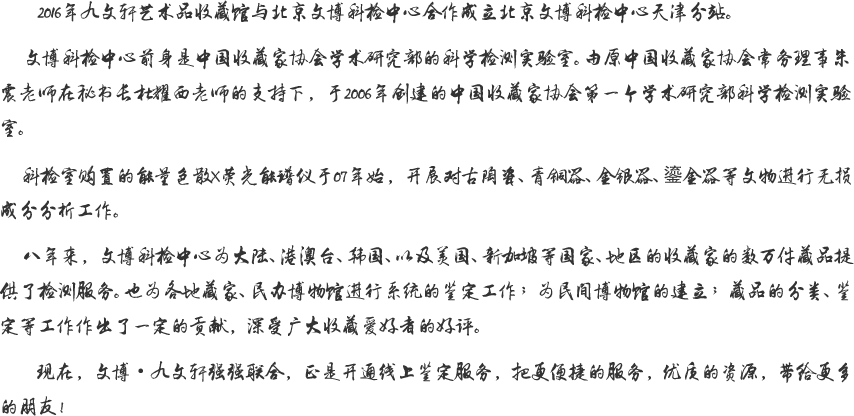 2016年九文轩艺术品收藏馆与北京文博科检中心合作成立北京文博科检中心天津分站。
文博科检中心前身是中国收藏家协会学术研究部的科学检测实验室。由原中国收藏家协会常务理事朱
震老师在秘书长杜耀西老师的支持下，于2006年创建的中国收藏家协会第一个学术研究部科学检测实验
室。
科检室购置的能量色散X荧光能谱仪于07年始，开展对古陶瓷、青铜器、金银器、鎏金器等文物进行无损
成分分析工作。
八年来，文博科检中心为大陆、港澳台、韩国、以及美国、新加坡等国家、地区的收藏家的数万件藏品提
供了检测服务。也为各地藏家、民办博物馆进行系统的鉴定工作；为民间博物馆的建立；藏品的分类、鉴
定等工作作出了一定的贡献，深受广大收藏爱好者的好评。
现在，文博·九文轩强强联合，正是开通线上鉴定服务，把更便捷的服务，优质的资源，带给更多
的朋友！